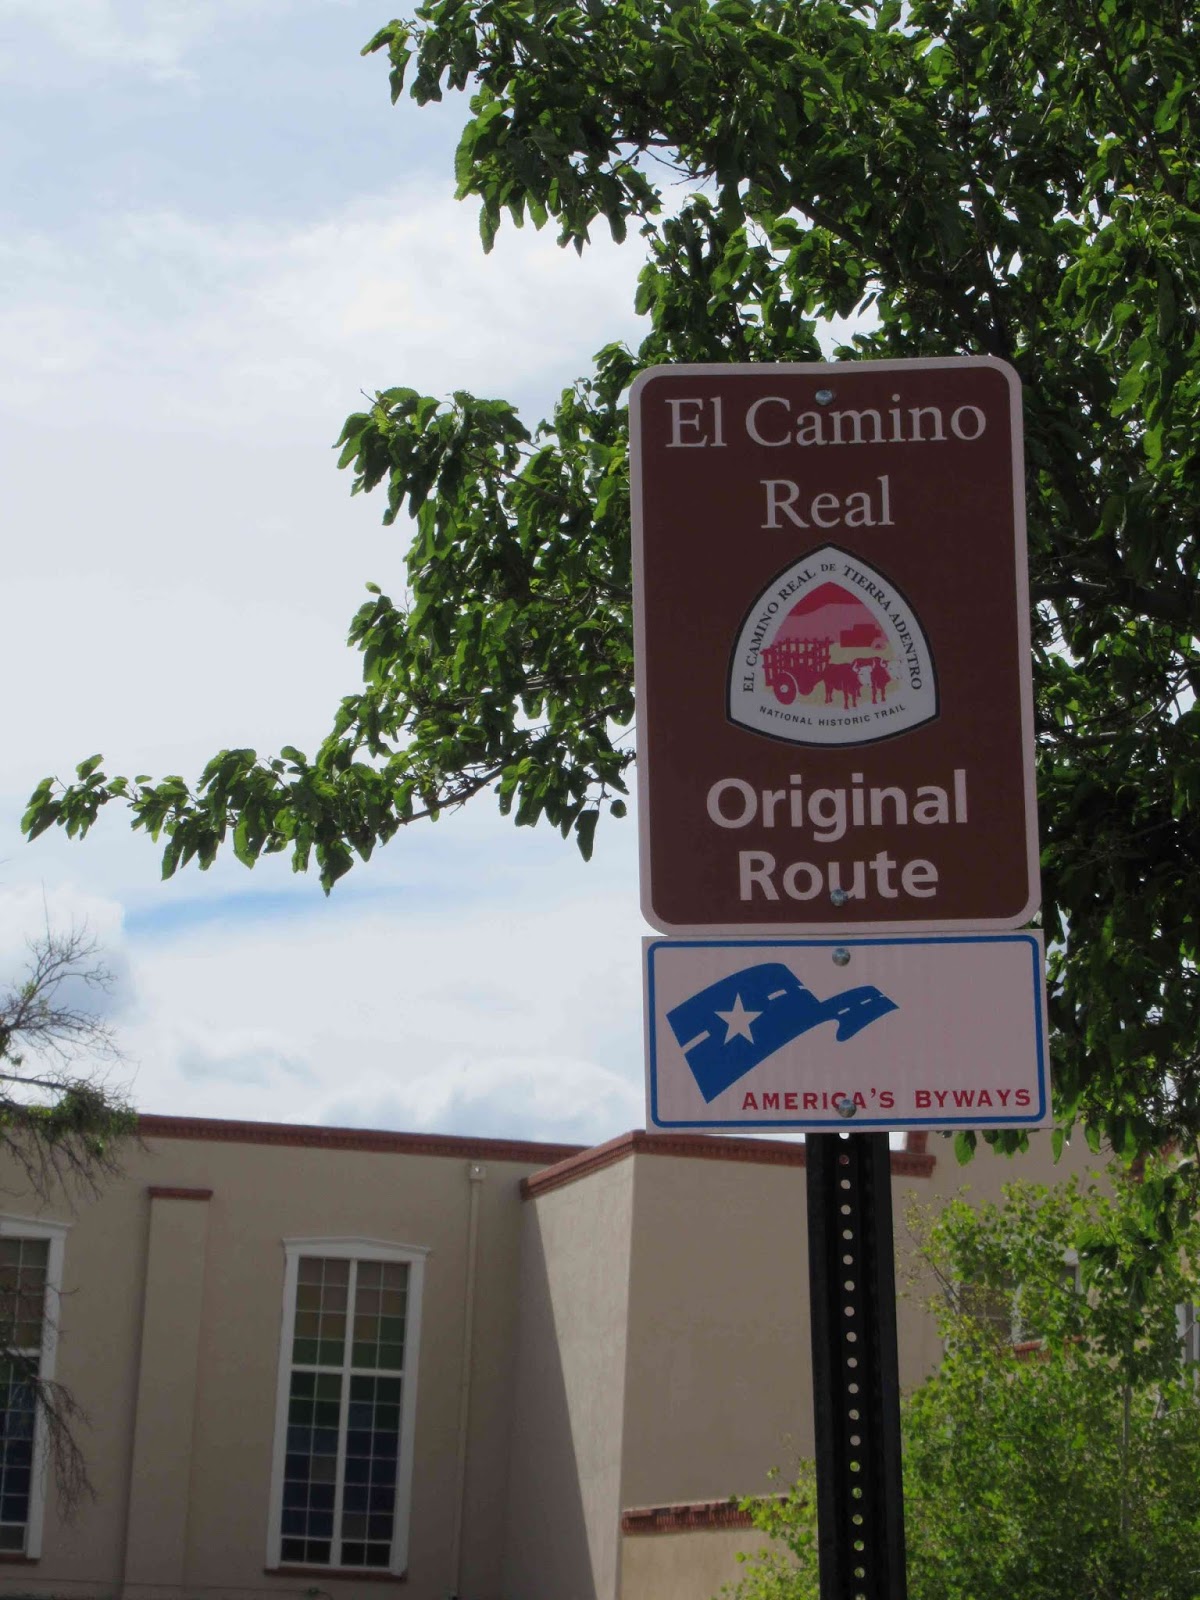 El Camino
Real
EL CAMINO REAL DE TIERRA ADENTRO
NATIONAL HISTORIC TRAIL
Original
Route
AMERICA'S BYWAYS